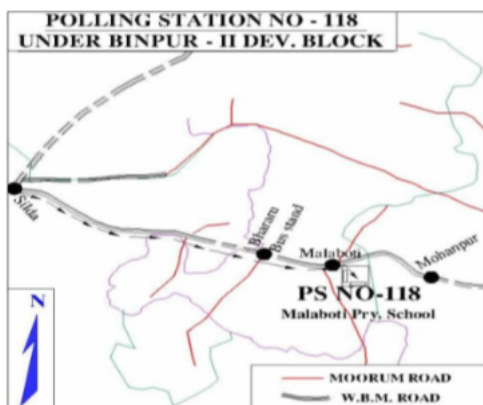 POLLING STATION NO - 118
UNDER BINPUR - II DEV. BLOCK
Silda
Bharatu
Bus stand
Malaboti
Mohanpur
PS NO-118
Malaboti Pry. School
N
MOORUM ROAD
W.B.M. ROAD